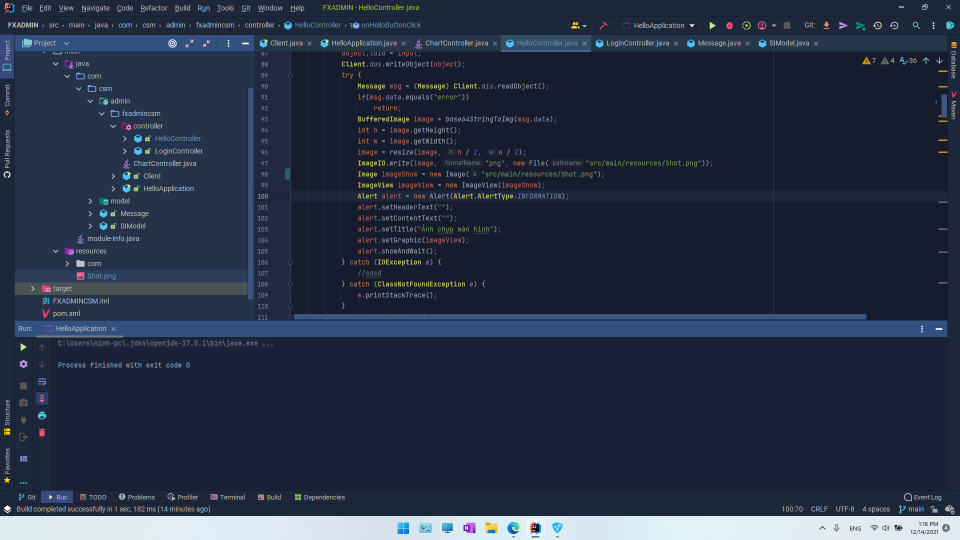 File Edit View Navigate Code Refactor Build Run Tools Git Window Help FXADMIN - HelloController.java
FXADMIN src main java com csm admin fxadmincsm controller HelloController onHelloButtonClick HelloApplication Git:
Project
Client.java HelloApplication.java ChartController.java HelloController.java LoginController.java Message.java SIModel.java
Project
Commit
Pull Requests
Structure
Favorites
Database
Maven
java
com
csm
admin
fxadmincsm
controller
HelloController
LoginController
ChartController.java
Client
HelloApplication
model
Message
SIModel
module-info.java
resources
com
Shot.png
target
FXADMINCSM.iml
pom.xml
7 4 36
88 Client.dos.writeObject(object);
89 try {
90 Message msg = (Message) Client.dis.readObject();
91 if(msg.data.equals("error"))
92 return;
93 BufferedImage image = base64StringToImg(msg.data);
94 int h = image.getHeight();
95 int w = image.getWidth();
96 image = resize(image, h: h / 2, w: w / 2);
97 ImageIO.write(image, formatName: "png", new File( pathname: "src/main/resources/Shot.png"));
98 Image imageShow = new Image( s: "src/main/resources/Shot.png");
99 ImageView imageView = new ImageView(imageShow);
100 Alert alert = new Alert(Alert.AlertType.INFORMATION);
101 alert.setHeaderText("");
102 alert.setContentText("");
103 alert.setTitle("Ảnh chụp màn hình");
104 alert.setGraphic(imageView);
105 alert.showAndWait();
106 } catch (IOException e) {
107 //sdsd
108 } catch (ClassNotFoundException e) {
109 e.printStackTrace();
110 }
111
Run: HelloApplication
C:\Users\minh-pc\.jdks\openjdk-17.0.1\bin\java.exe ...
Process finished with exit code 0
Git Run TODO Problems Profiler Terminal Build Dependencies Event Log
Build completed successfully in 1 sec, 182 ms (14 minutes ago) 100:70 CRLF UTF-8 4 spaces main
ENG 1:16 PM
12/14/2021 4